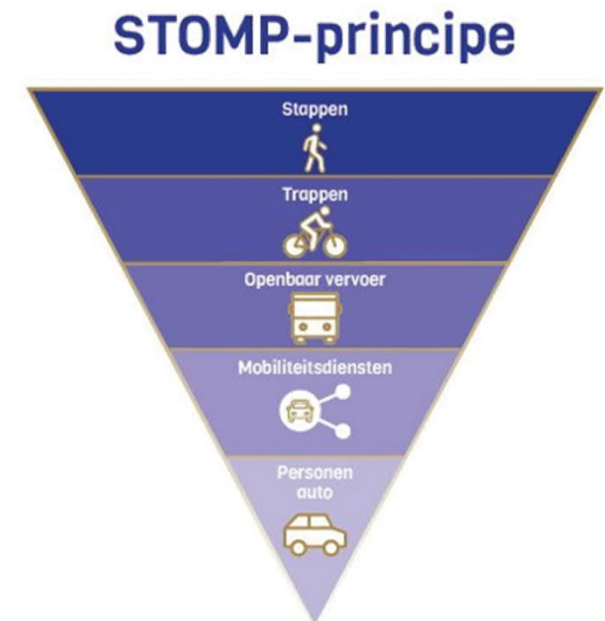 STOMP-principe
Stappen
Trappen
Openbaar vervoer
Mobiliteitsdiensten
Personen
auto